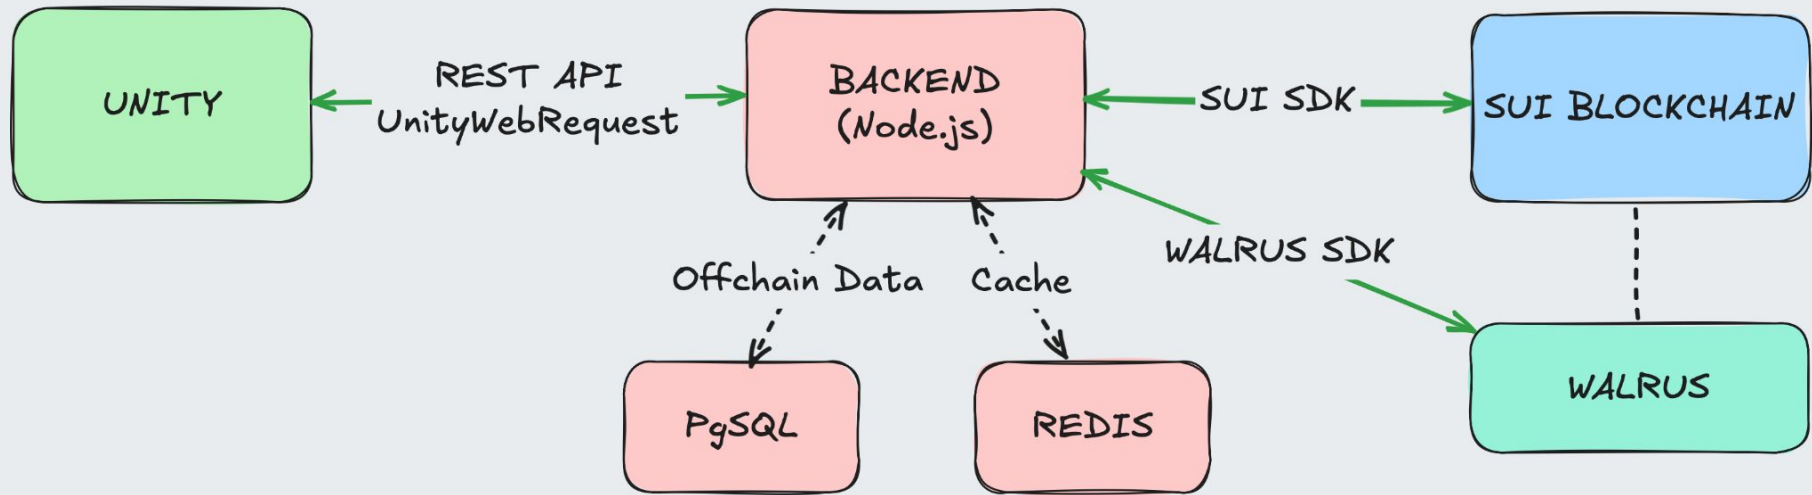 UNITY
REST API
UnityWebRequest
BACKEND
(Node.js)
SUI SDK
SUI BLOCKCHAIN
WALRUS SDK
Offchain Data
Cache
PgSQL
REDIS
WALRUS